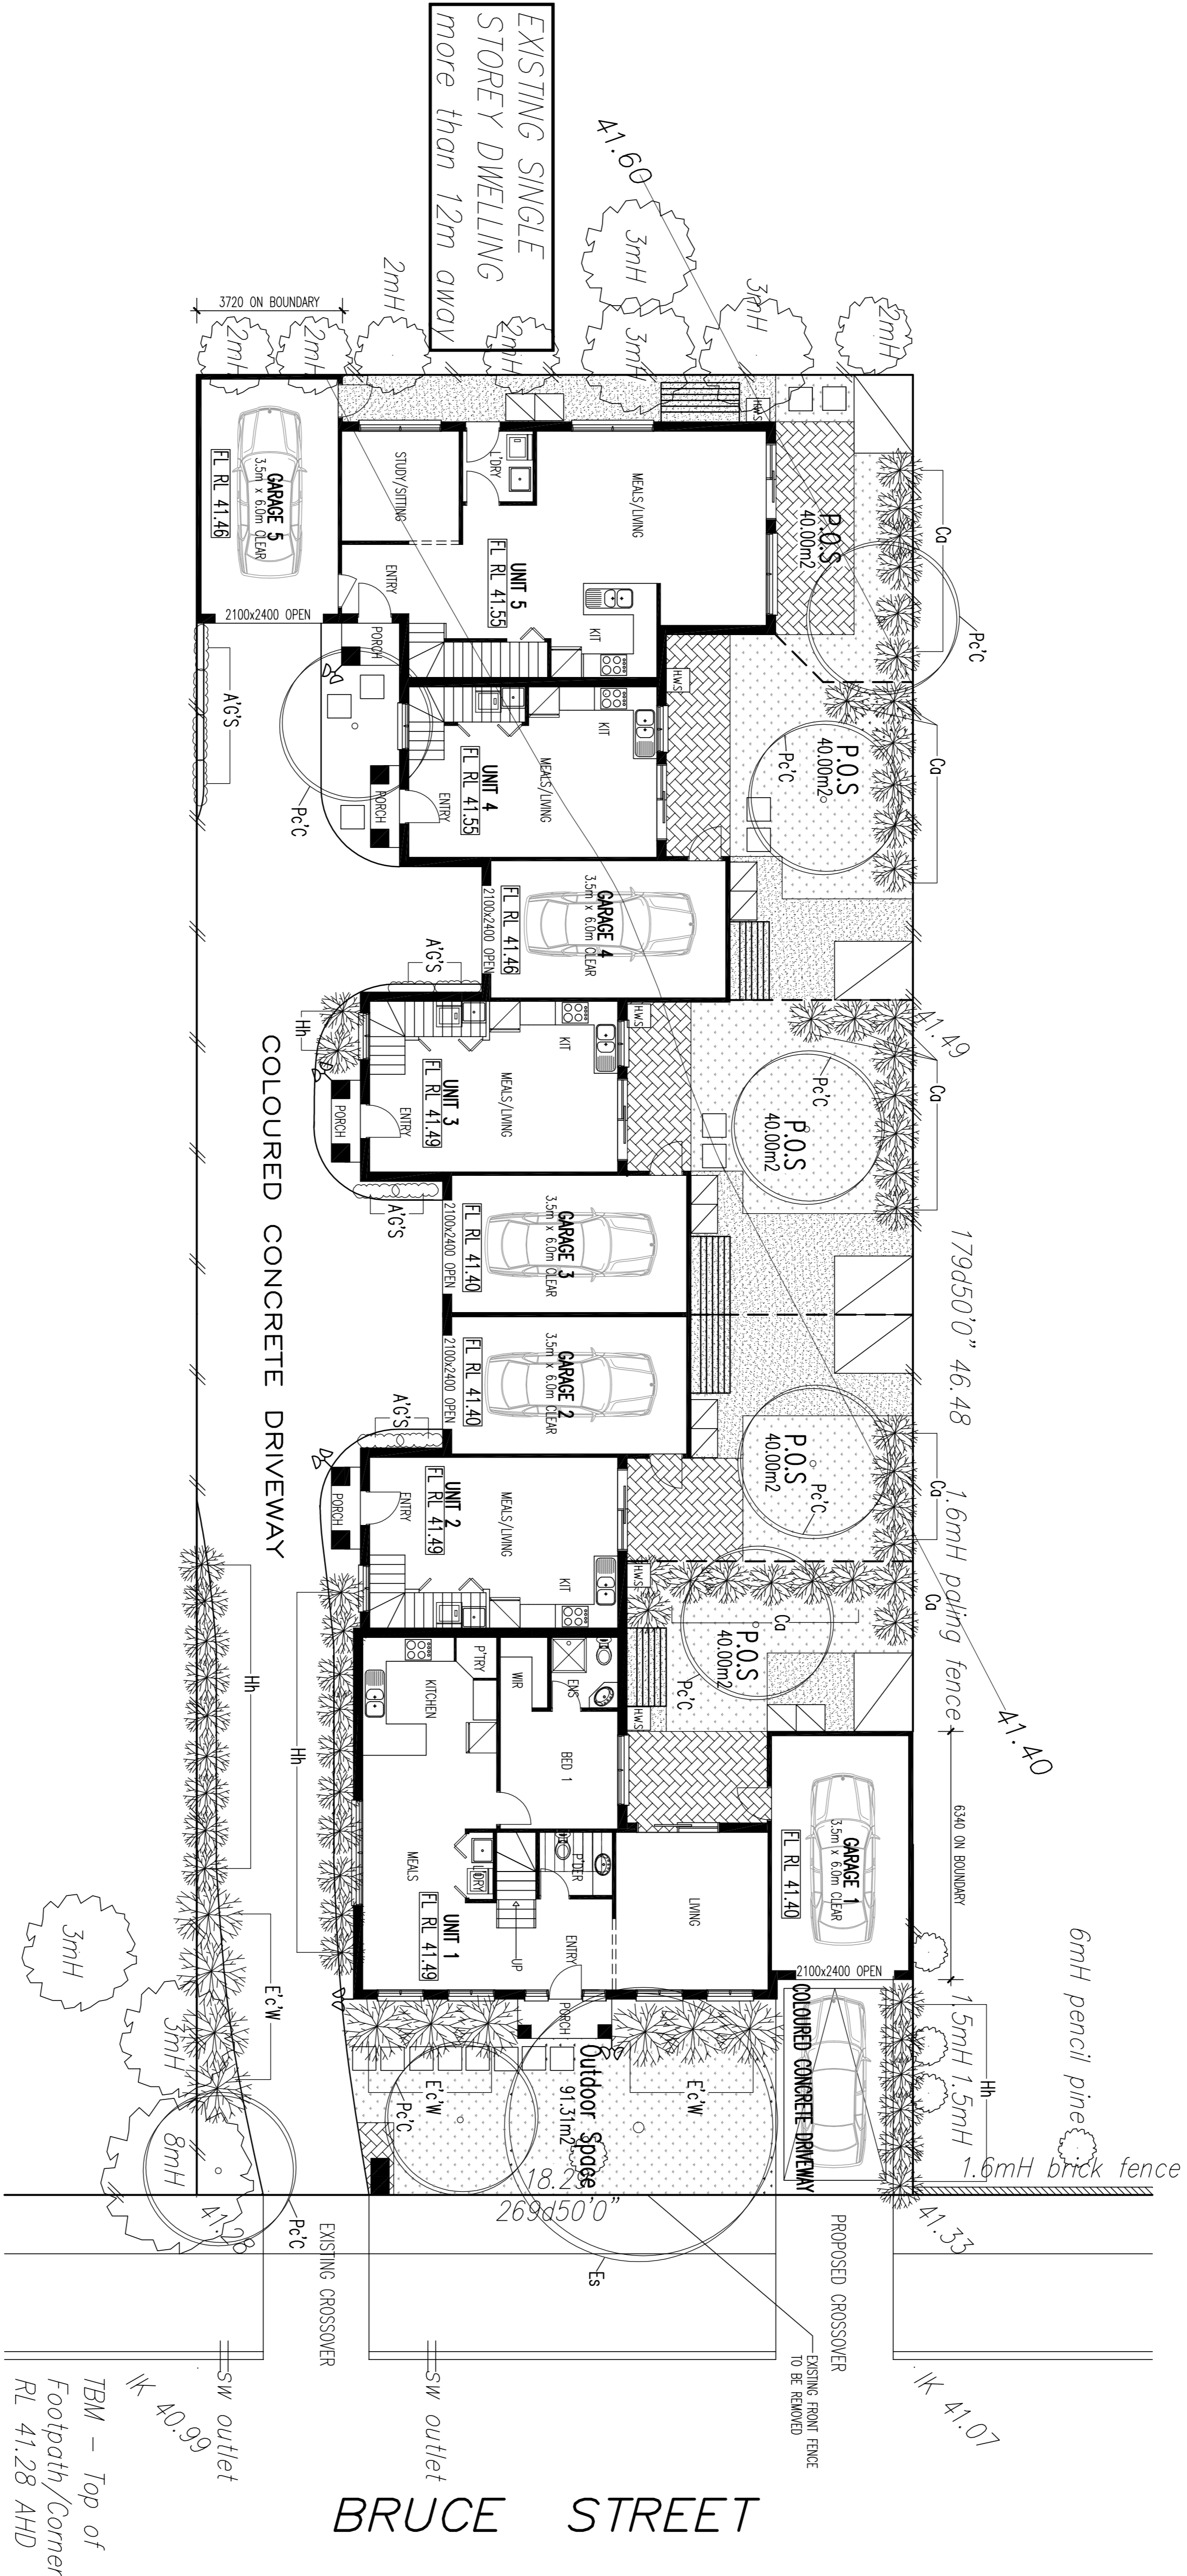 EXISTING SINGLE
STOREY DWELLING
more than 12m away
41.60
3mH
3mH
3mH
2mH
2mH
2mH
2mH
2mH
3720 ON BOUNDARY
GARAGE 5
3.5m x 6.0m CLEAR
FL RL 41.46
2100x2400 OPEN
STUDY/SITTING
L'DRY
MEALS/LIVING
UNIT 5
FL RL 41.55
ENTRY
KIT
PORCH
H.W.S
P.O.S
40.00m2
Ca
Pc'C
A'G'S
Pc'C
H.W.S
KIT
MEALS/LIVING
UNIT 4
FL RL 41.55
ENTRY
PORCH
P.O.S
40.00m2
Pc'C
Ca
GARAGE 4
3.5m x 6.0m CLEAR
FL RL 41.46
2100x2400 OPEN
A'G'S
Hh
H.W.S
KIT
MEALS/LIVING
UNIT 3
FL RL 41.49
ENTRY
PORCH
P.O.S
40.00m2
Pc'C
Ca
41.49
A'G'S
GARAGE 3
3.5m x 6.0m CLEAR
FL RL 41.40
2100x2400 OPEN
179d50'0" 46.48
GARAGE 2
3.5m x 6.0m CLEAR
FL RL 41.40
2100x2400 OPEN
A'G'S
COLOURED CONCRETE DRIVEWAY
MEALS/LIVING
UNIT 2
FL RL 41.49
ENTRY
PORCH
KIT
P.O.S
40.00m2
Pc'C
Ca
1.6mH paling fence
H.W.S
Ca
Ca
P.O.S
40.00m2
Pc'C
H.W.S
41.40
Hh
Hh
P'TRY
KITCHEN
WIR
ENS
BED 1
MEALS
L'DRY
P'DER
LIVING
UNIT 1
FL RL 41.49
UP
ENTRY
PORCH
GARAGE 1
3.5m x 6.0m CLEAR
FL RL 41.40
2100x2400 OPEN
6340 ON BOUNDARY
COLOURED CONCRETE DRIVEWAY
6mH pencil pine
1.5mH
1.5mH
Hh
1.6mH brick fence
3mH
3mH
8mH
E'c'W
E'c'W
Pc'C
Outdoor Space
91.31m2
E'c'W
269d50'0"
41.28
Pc'C
41.33
Es
EXISTING CROSSOVER
PROPOSED CROSSOVER
EXISTING FRONT FENCE
TO BE REMOVED
SW outlet
SW outlet
IK 40.99
IK 41.07
TBM - Top of
Footpath/Corner
RL 41.28 AHD
BRUCE STREET